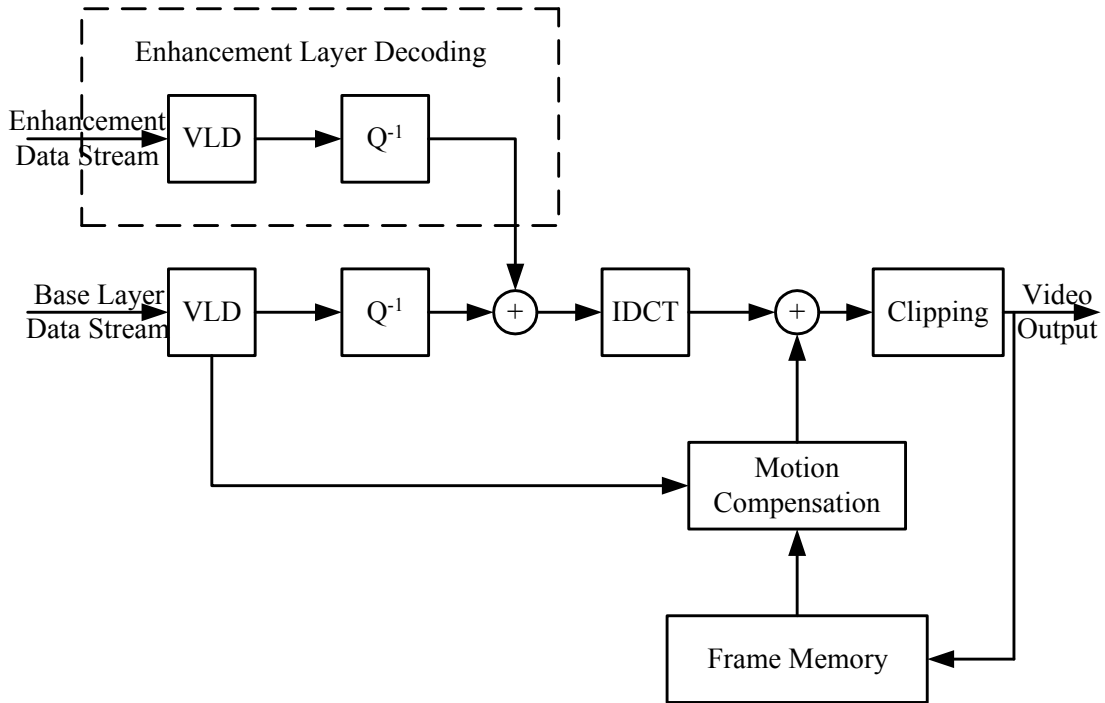 Enhancement Layer Decoding
Enhancement
Data Stream
VLD
Q⁻¹
Base Layer
Data Stream
VLD
Q⁻¹
+
IDCT
+
Clipping
Video
Output
Motion
Compensation
Frame Memory